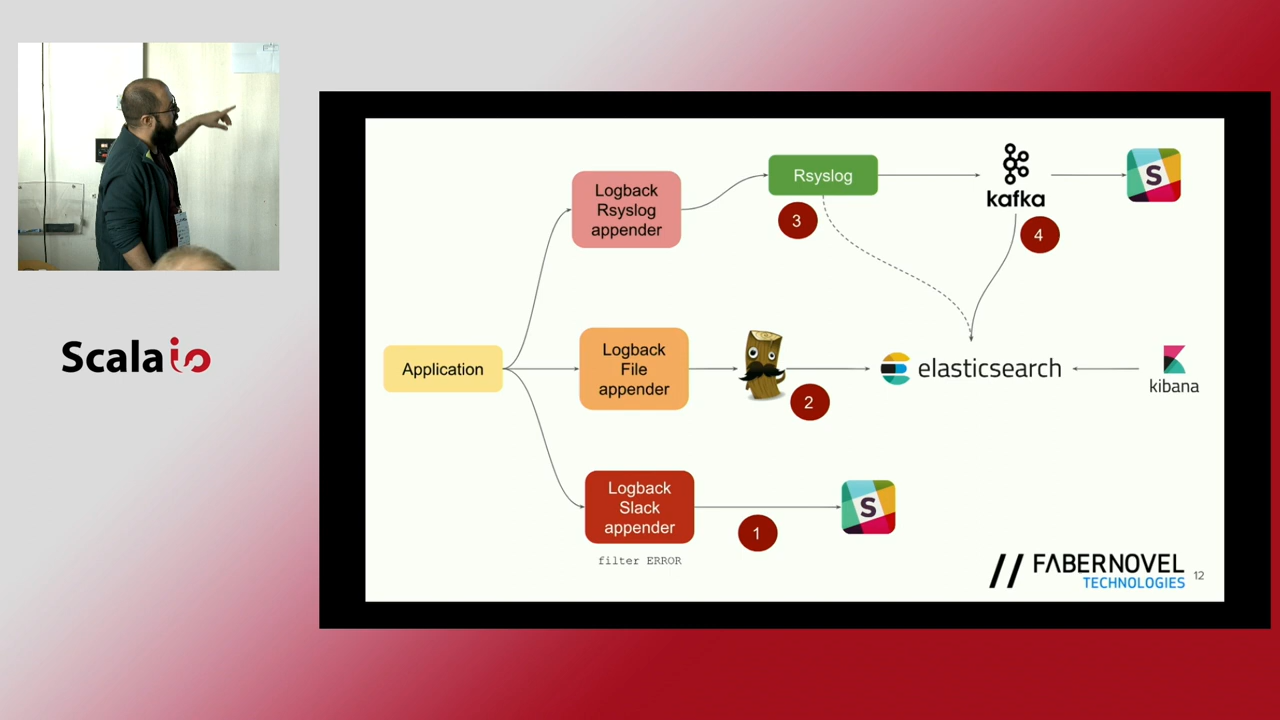 Scala io
Logback
Rsyslog
appender
Rsyslog
3
kafka
4
S
Application
Logback
File
appender
2
elasticsearch
kibana
Logback
Slack
appender
filter ERROR
1
S
// FABERNOVEL
TECHNOLOGIES
12